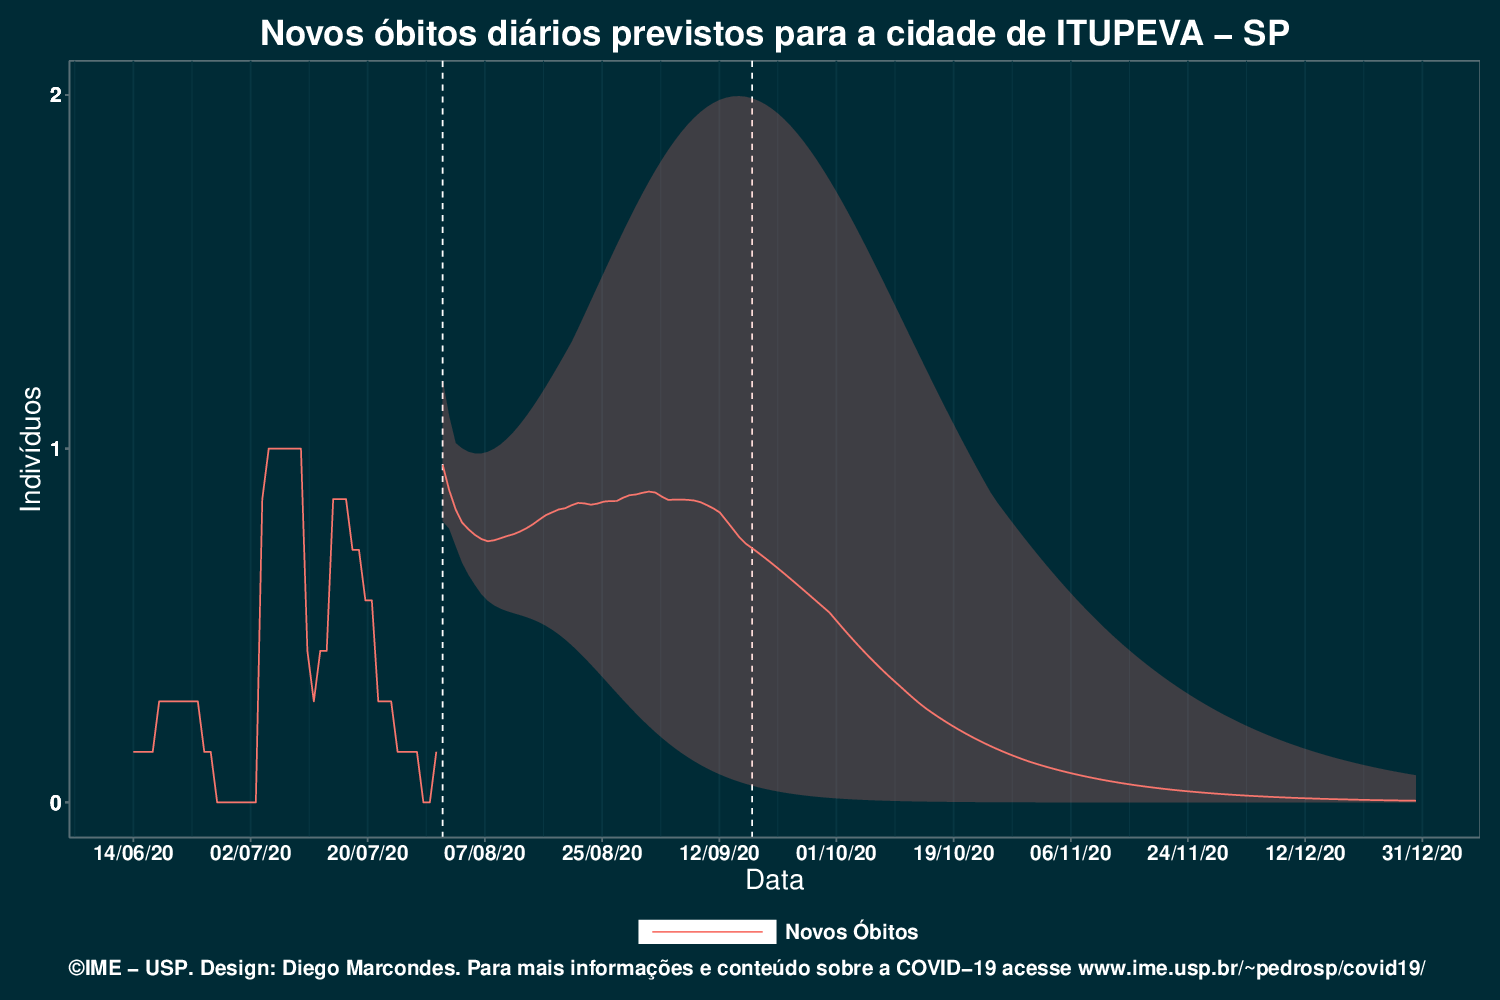 Novos óbitos diários previstos para a cidade de ITUPEVA – SP
2
1
0
Indivíduos
14/06/20 02/07/20 20/07/20 07/08/20 25/08/20 12/09/20 01/10/20 19/10/20 06/11/20 24/11/20 12/12/20 31/12/20
Data
Novos Óbitos
©IME – USP. Design: Diego Marcondes. Para mais informações e conteúdo sobre a COVID–19 acesse www.ime.usp.br/~pedrosp/covid19/